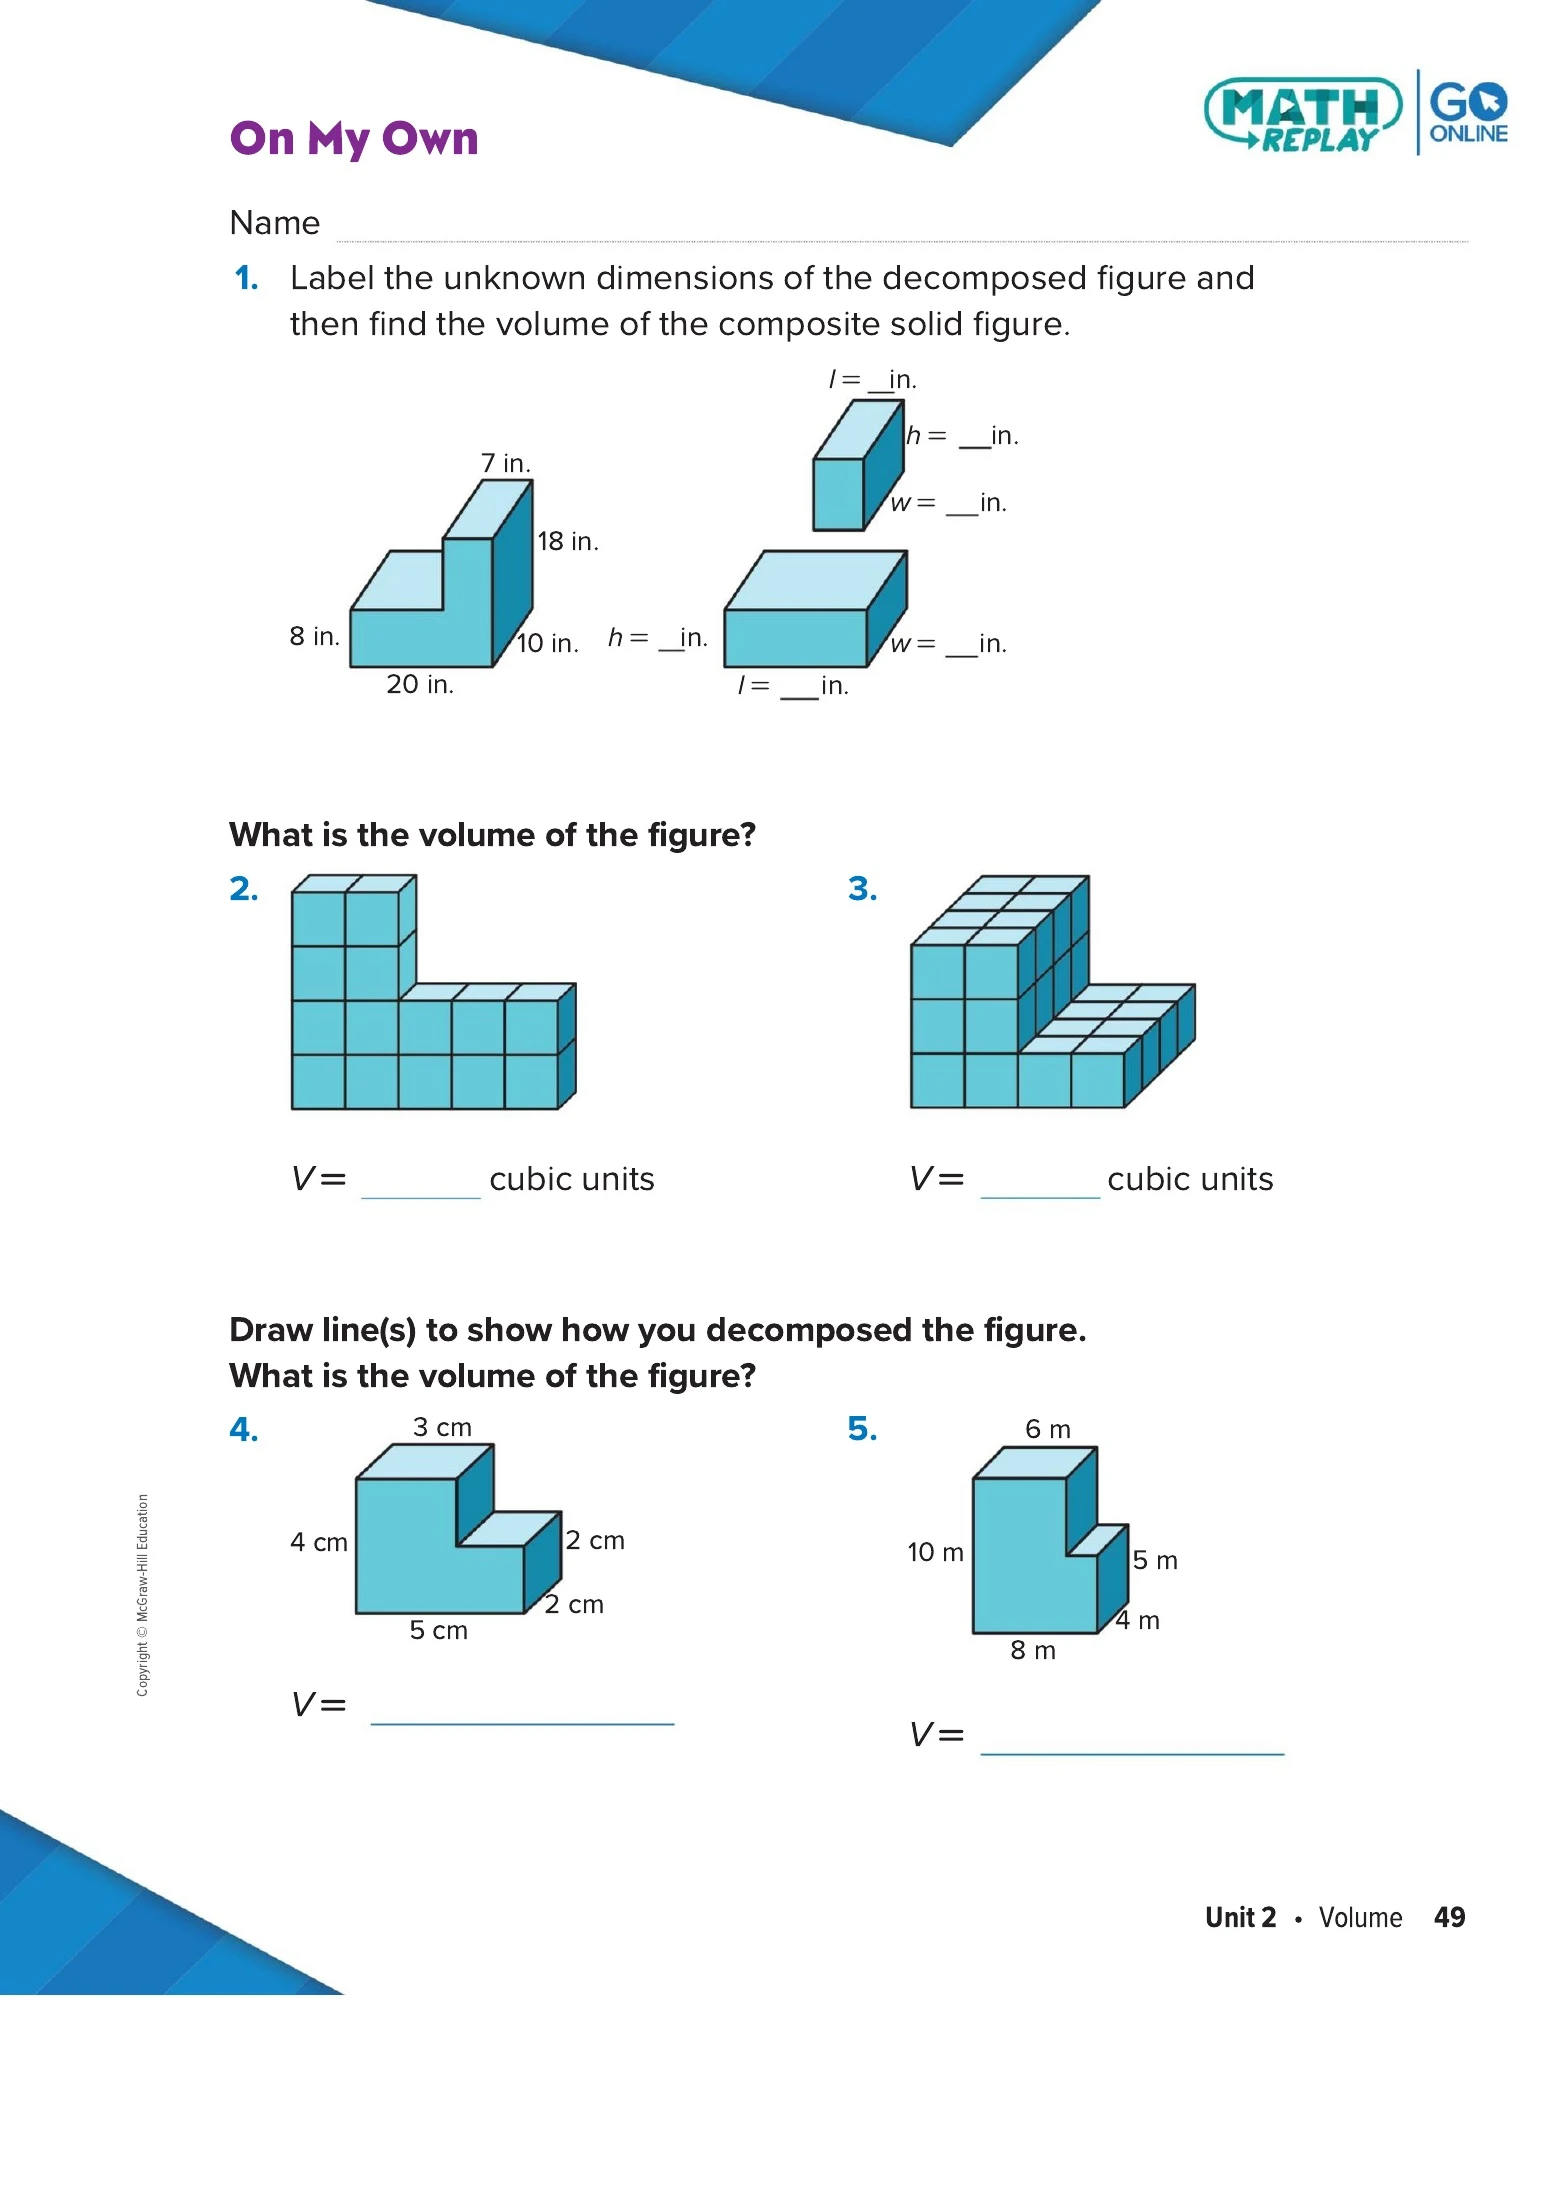 MATH
REPLAY
GO
ONLINE
On My Own
Name
1. Label the unknown dimensions of the decomposed figure and
then find the volume of the composite solid figure.
l = __in.
h = __in.
w = __in.
7 in.
18 in.
8 in.
10 in.
20 in.
h = __in.
w = __in.
l = ___in.
What is the volume of the figure?
2.
3.
V = ______ cubic units
V = ______ cubic units
Draw line(s) to show how you decomposed the figure.
What is the volume of the figure?
4.
3 cm
4 cm
2 cm
2 cm
5 cm
V = ______
5.
6 m
10 m
5 m
4 m
8 m
V = ______
Copyright © McGraw-Hill Education
Unit 2 • Volume 49